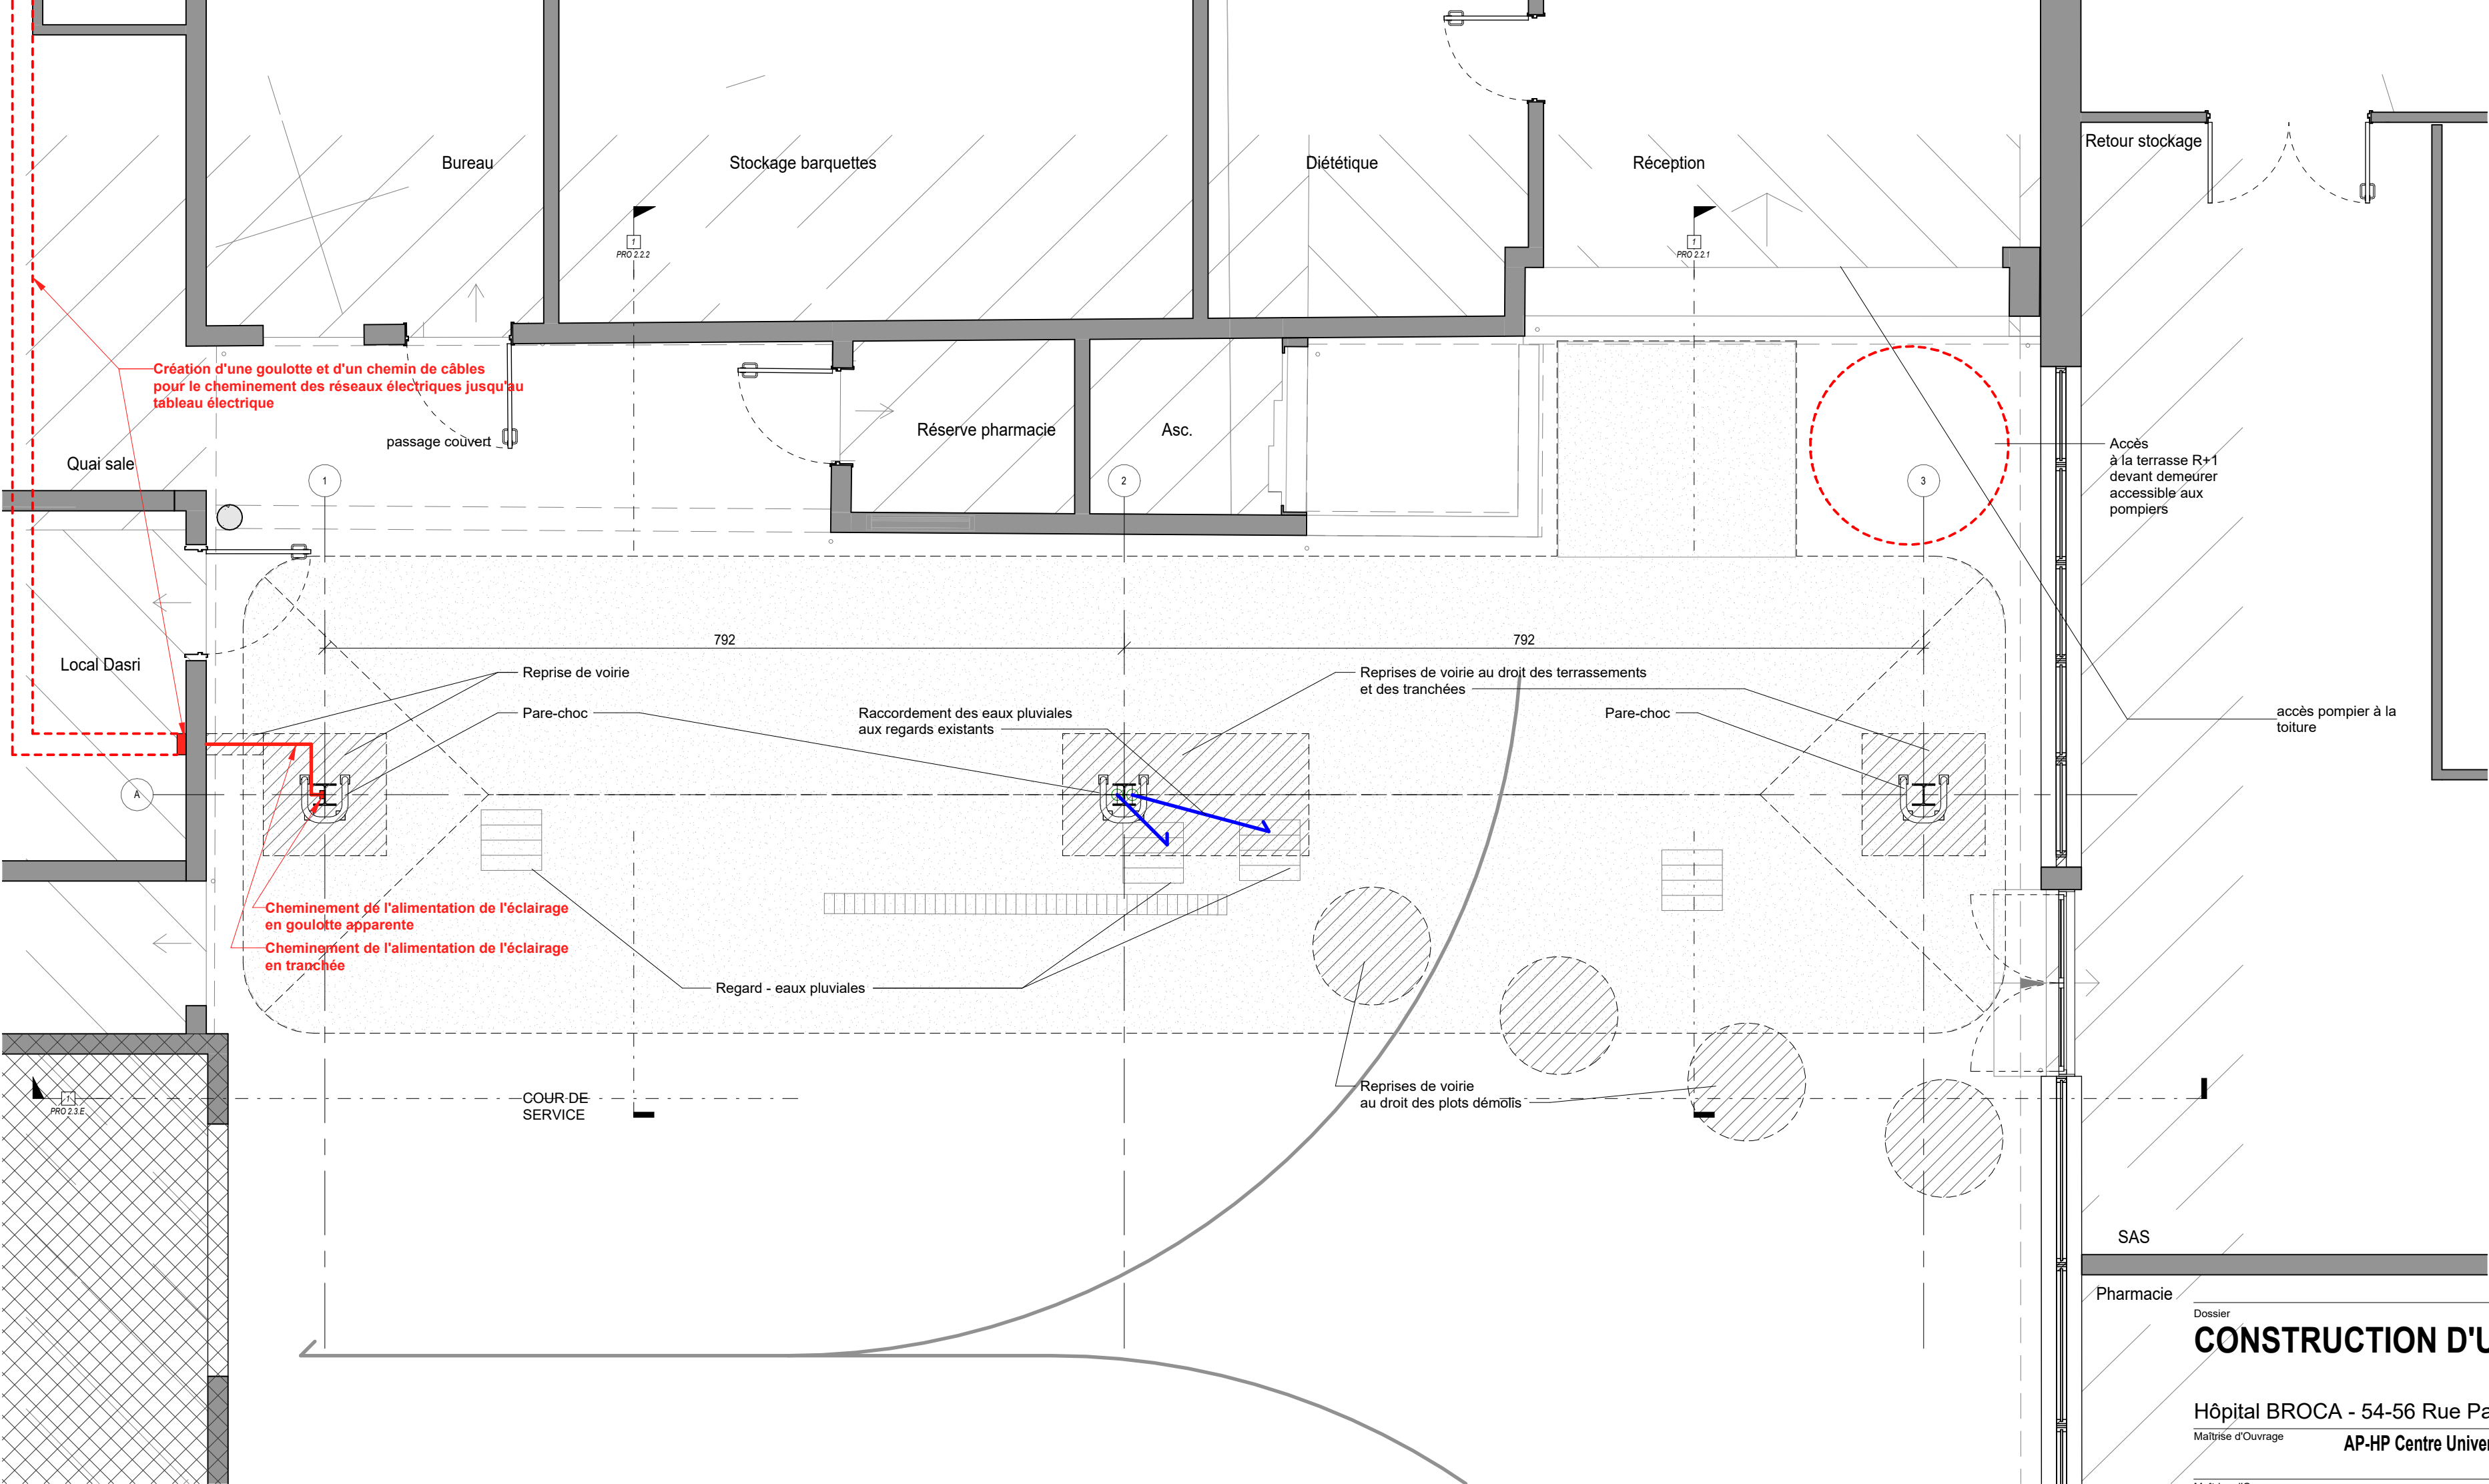 Bureau
Stockage barquettes
Diététique
Réception
Retour stockage
1
PRO 2.2.2
1
PRO 2.2.1
Création d'une goulotte et d'un chemin de câbles
pour le cheminement des réseaux électriques jusqu'au
tableau électrique
passage couvert
Réserve pharmacie
Asc.
Quai sale
1
2
3
Accès
à la terrasse R+1
devant demeurer
accessible aux
pompiers
792
792
Local Dasri
Reprise de voirie
Reprises de voirie au droit des terrassements
et des tranchées
Pare-choc
Raccordement des eaux pluviales
aux regards existants
Pare-choc
accès pompier à la
toiture
A
Cheminement de l'alimentation de l'éclairage
en goulotte apparente
Cheminement de l'alimentation de l'éclairage
en tranchée
Regard - eaux pluviales
Reprises de voirie
au droit des plots démolis
1
PRO 2.3.E
COUR DE
SERVICE
SAS
Pharmacie
Dossier
CONSTRUCTION D'U
Hôpital BROCA - 54-56 Rue Pa
Maîtrise d'Ouvrage
AP-HP Centre Univer